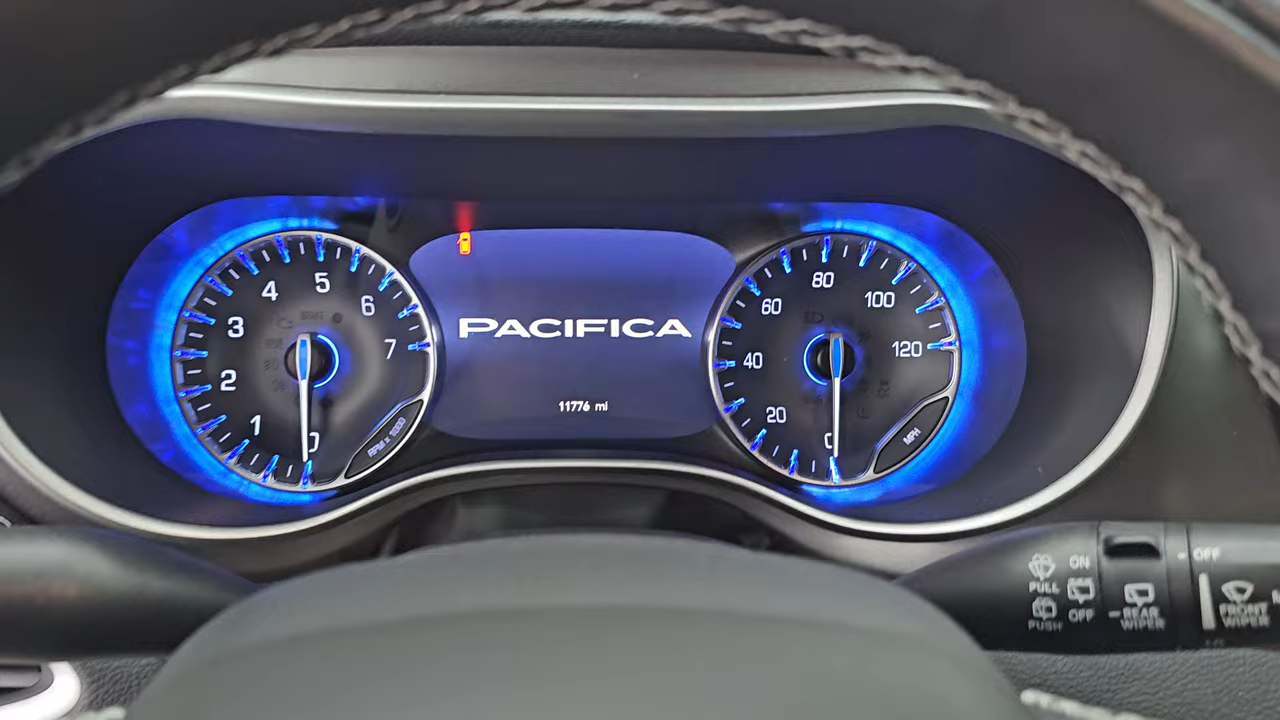 5
4
6
3
7
2
1
0
RPM x 1000
PACIFICA
11776 mi
80
60
100
40
120
20
0
MPH
ON
OFF
PULL
OFF
REAR
WIPER
PUSH
FRONT
WIPER